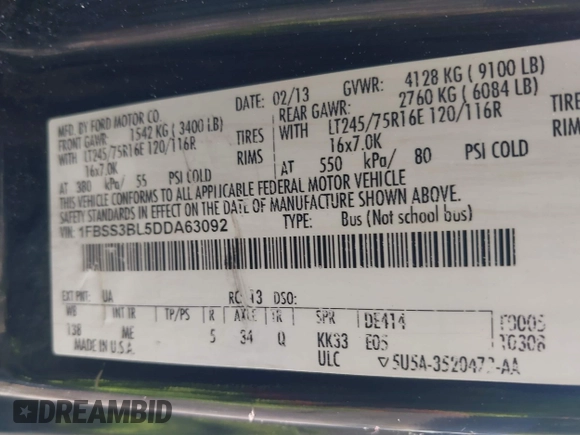 MFD. BY FORD MOTOR CO.
DATE: 02/13
GVWR: 4128 KG ( 9100 LB)
FRONT GAWR: 1542 KG ( 3400 LB)
REAR GAWR: 2760 KG ( 6084 LB)
WITH LT245/75R16E 120/116R TIRES
WITH LT245/75R16E 120/116R TIRES
16x7.0K RIMS
16x7.0K RIMS
AT 380 kPa/ 55 PSI COLD
AT 550 kPa/ 80 PSI COLD
THIS VEHICLE CONFORMS TO ALL APPLICABLE FEDERAL MOTOR VEHICLE
SAFETY STANDARDS IN EFFECT ON THE DATE OF MANUFACTURE SHOWN ABOVE.
VIN: 1FBSS3BL5DDA63092
TYPE: Bus (Not school bus)
EXT PNT: UA RC: 13 DSO:
WB INT TR TP/PS R AXLE TR SPR DE414 10005
138 ME 5 34 Q KK33 E05 10306
MADE IN U.S.A. ULC
DREAMBID